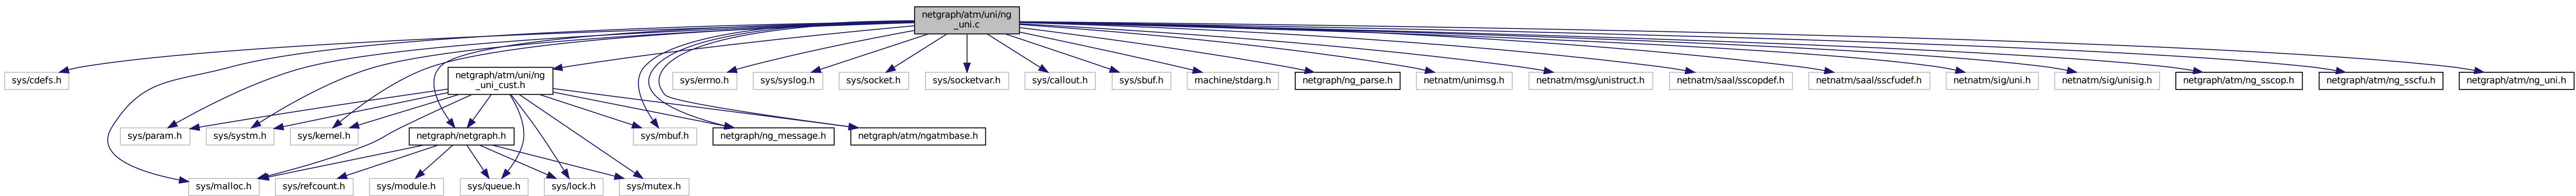 netgraph/atm/uni/ng
_uni.c
sys/cdefs.h
netgraph/atm/uni/ng
_uni_cust.h
sys/errno.h
sys/syslog.h
sys/socket.h
sys/socketvar.h
sys/callout.h
sys/sbuf.h
machine/stdarg.h
netgraph/ng_parse.h
netnatm/unimsg.h
netnatm/msg/unistruct.h
netnatm/saal/sscopdef.h
netnatm/saal/sscfudef.h
netnatm/sig/uni.h
netnatm/sig/unisig.h
netgraph/atm/ng_sscop.h
netgraph/atm/ng_sscfu.h
netgraph/atm/ng_uni.h
sys/param.h
sys/systm.h
sys/kernel.h
netgraph/netgraph.h
sys/mbuf.h
netgraph/ng_message.h
netgraph/atm/ngatmbase.h
sys/malloc.h
sys/refcount.h
sys/module.h
sys/queue.h
sys/lock.h
sys/mutex.h